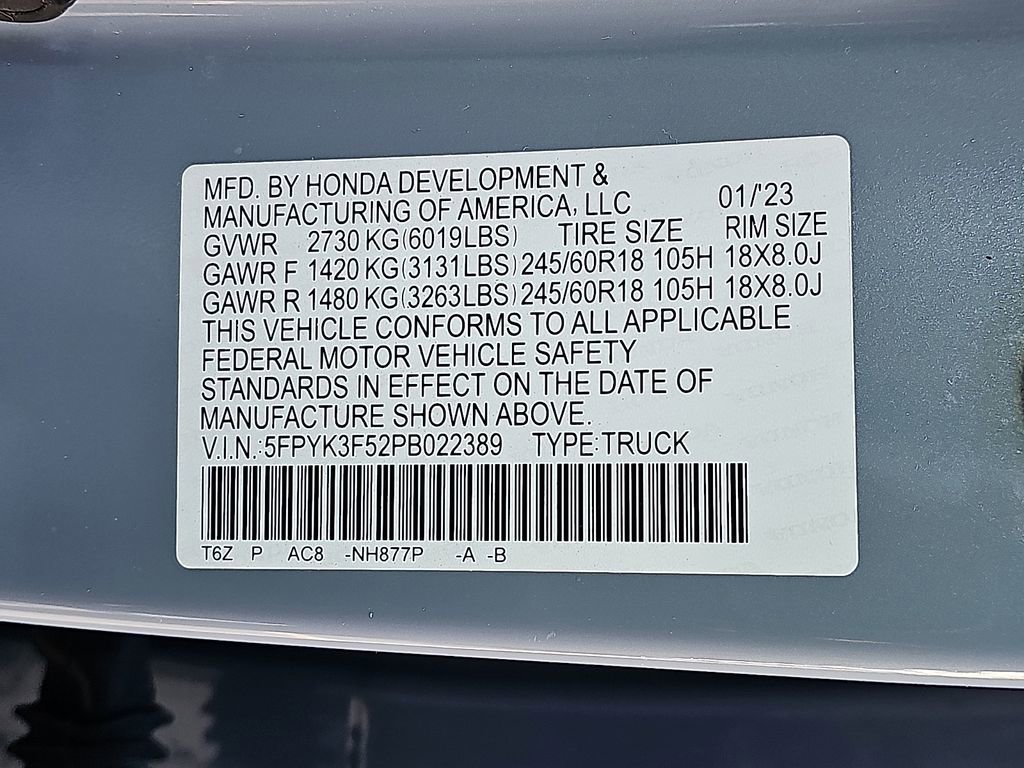 MFD. BY HONDA DEVELOPMENT &
MANUFACTURING OF AMERICA, LLC 01/'23
GVWR 2730 KG(6019LBS) TIRE SIZE RIM SIZE
GAWR F 1420 KG(3131LBS) 245/60R18 105H 18X8.0J
GAWR R 1480 KG(3263LBS) 245/60R18 105H 18X8.0J
THIS VEHICLE CONFORMS TO ALL APPLICABLE
FEDERAL MOTOR VEHICLE SAFETY
STANDARDS IN EFFECT ON THE DATE OF
MANUFACTURE SHOWN ABOVE.
V.I.N.:5FPYK3F52PB022389 TYPE:TRUCK
T6Z P AC8 -NH877P -A -B